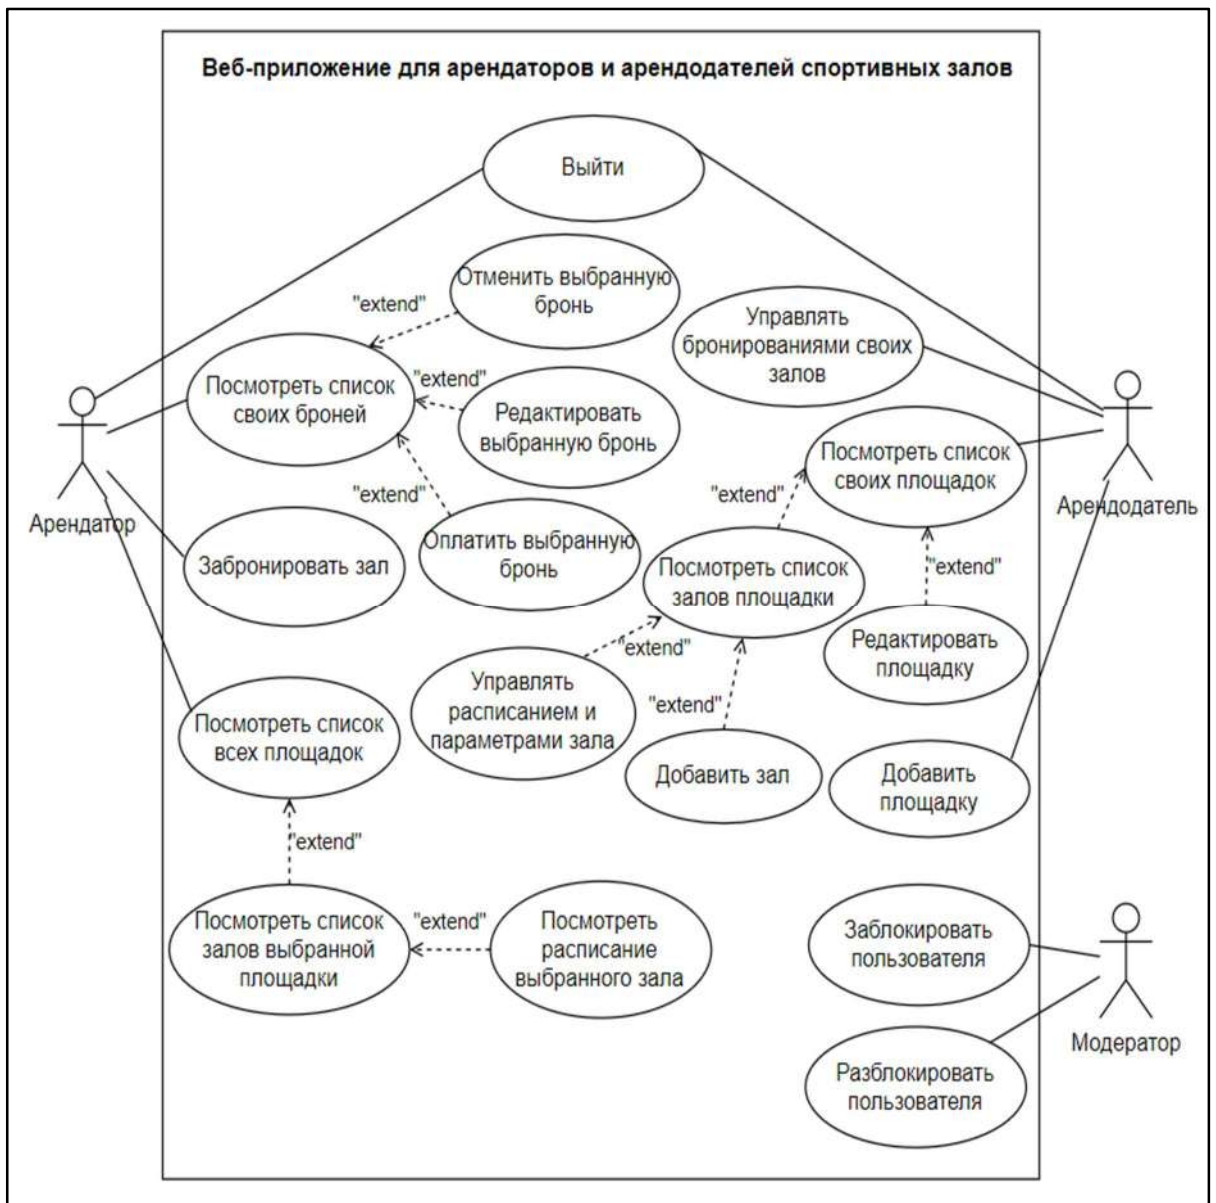 Веб-приложение для арендаторов и арендодателей спортивных залов
Выйти
Отменить выбранную
бронь
"extend"
Управлять
бронированиями своих
залов
Посмотреть список
своих броней
"extend"
Редактировать
выбранную бронь
Посмотреть список
своих площадок
"extend"
"extend"
Арендатор
Арендодатель
Забронировать зал
Оплатить выбранную
бронь
Посмотреть список
залов площадки
"extend"
"extend"
Редактировать
площадку
Управлять
расписанием и
параметрами зала
"extend"
Посмотреть список
всех площадок
Добавить зал
Добавить
площадку
"extend"
Посмотреть список
залов выбранной
площадки
"extend"
Посмотреть
расписание
выбранного зала
Заблокировать
пользователя
Модератор
Разблокировать
пользователя